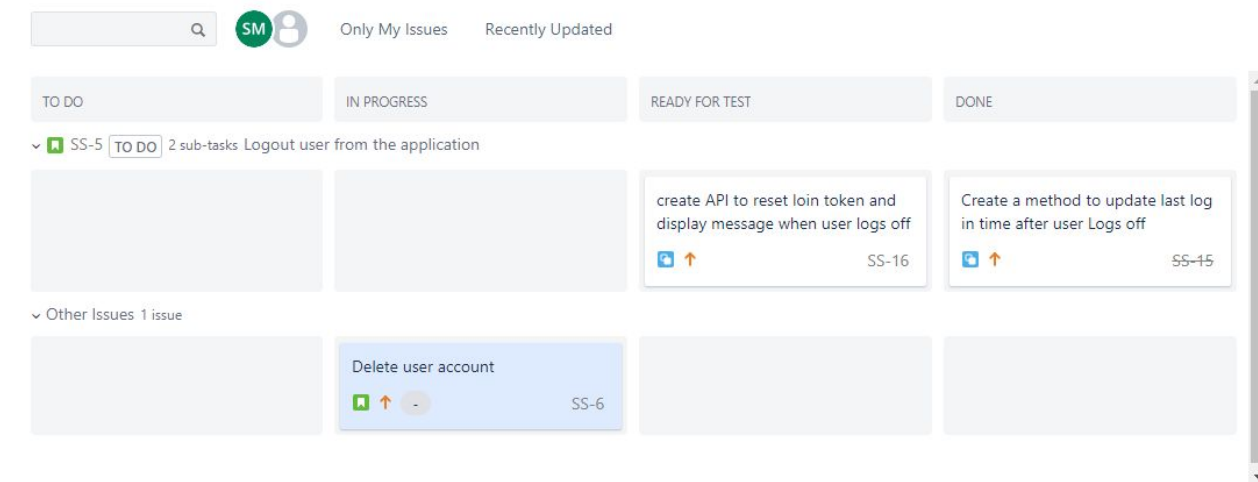 SM Only My Issues Recently Updated
TO DO IN PROGRESS READY FOR TEST DONE
SS-5 TO DO 2 sub-tasks Logout user from the application
create API to reset loin token and
display message when user logs off
SS-16
Create a method to update last log
in time after user Logs off
SS-15
Other Issues 1 issue
Delete user account
- SS-6